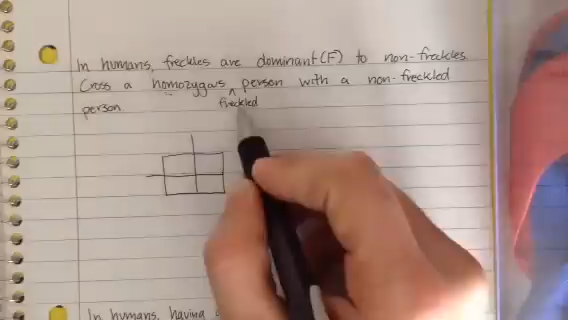 In humans, freckles are dominant (F) to non-freckles.
Cross a homozygous ^ person with a non-freckled
freckled
person
In humans, having